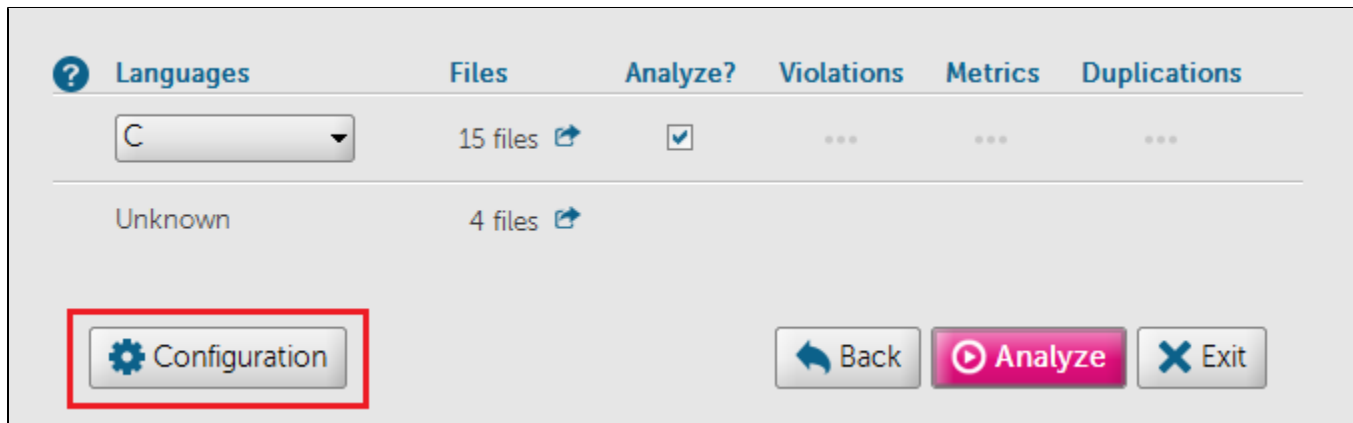 ? Languages Files Analyze? Violations Metrics Duplications
C 15 files
Unknown 4 files
Configuration Back Analyze Exit